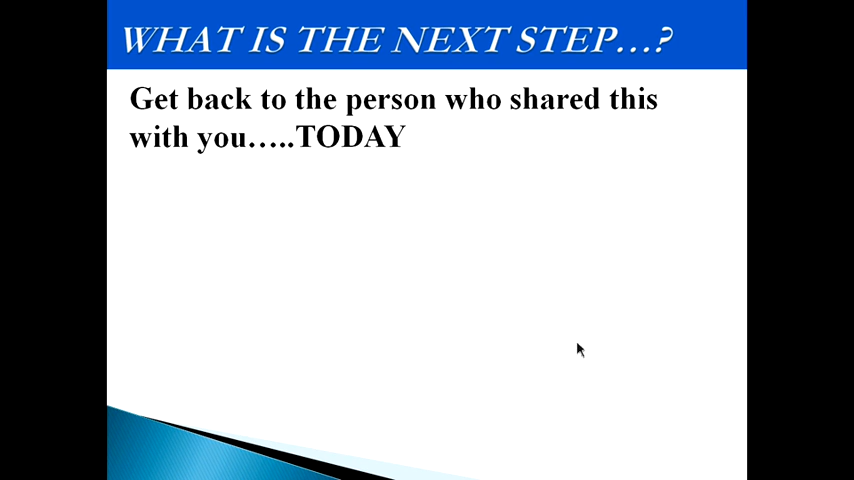 WHAT IS THE NEXT STEP…?
Get back to the person who shared this
with you…..TODAY